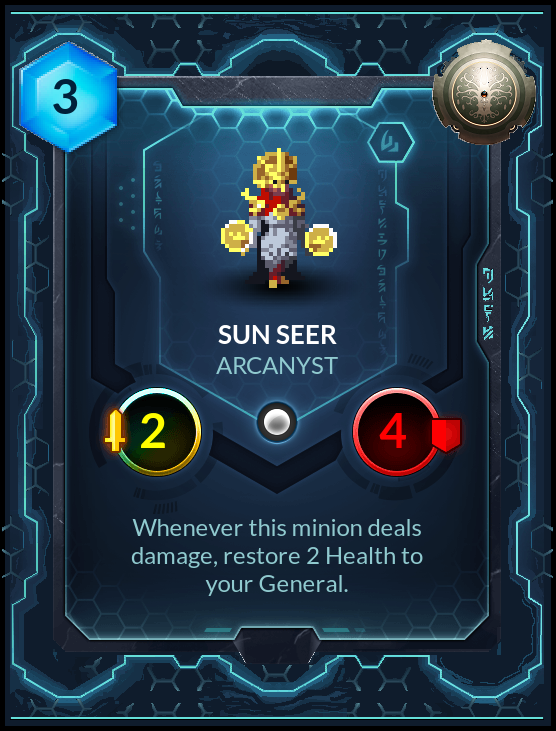 3
SUN SEER
ARCANYST
2
4
Whenever this minion deals
damage, restore 2 Health to
your General.